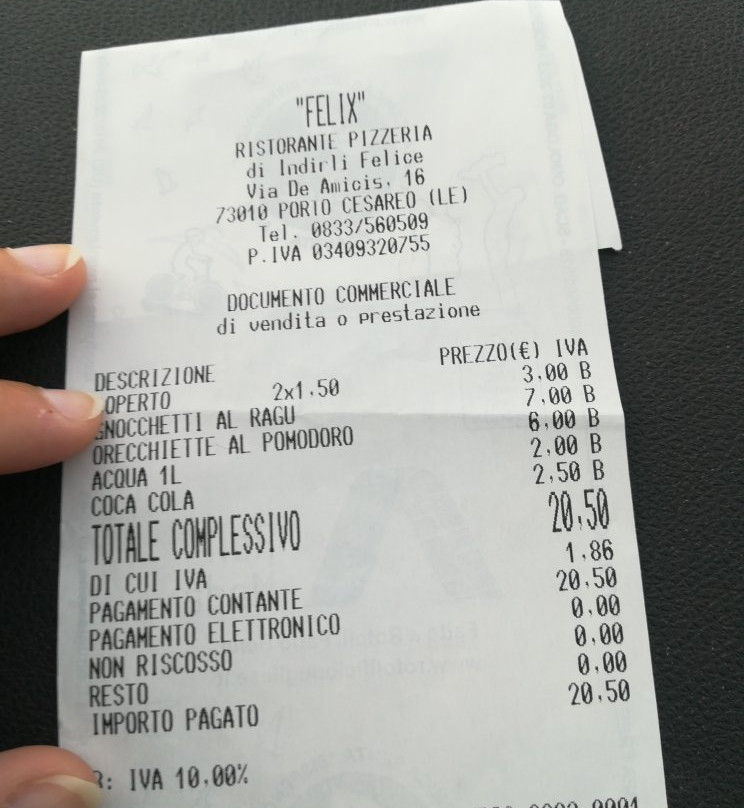 "FELIX"
RISTORANTE PIZZERIA
di Indirli Felice
Via De Amicis, 16
73010 PORIO CESAREO (LE)
Tel. 0833/560509
P.IVA 03409320755
DOCUMENTO COMMERCIALE
di vendita o prestazione
DESCRIZIONE PREZZO(€) IVA
OPERTO 2x1,50 3,00 B
GNOCCHETTI AL RAGU 7,00 B
ORECCHIETTE AL POMODORO 6,00 B
ACQUA 1L 2,00 B
COCA COLA 2,50 B
TOTALE COMPLESSIVO 20,50
DI CUI IVA 1,86
PAGAMENTO CONTANTE 20,50
PAGAMENTO ELETTRONICO 0,00
NON RISCOSSO 0,00
RESTO 0,00
IMPORTO PAGATO 20,50
B: IVA 10,00%